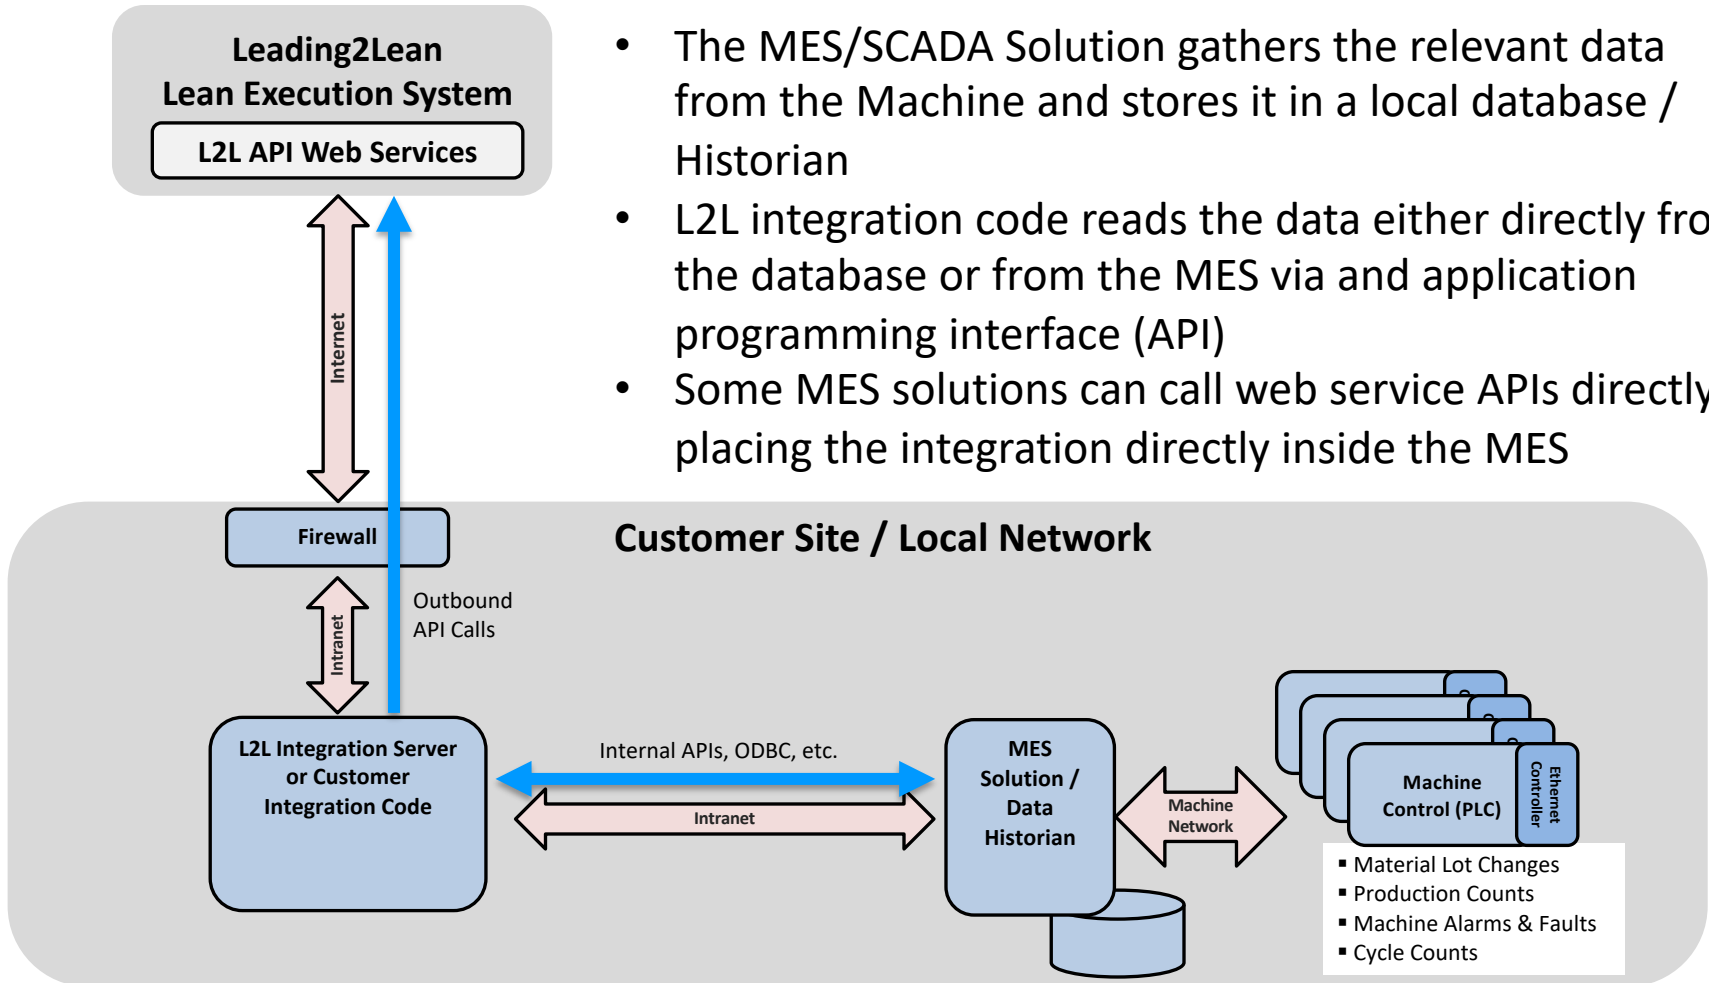 Leading2Lean
Lean Execution System
L2L API Web Services
• The MES/SCADA Solution gathers the relevant data
from the Machine and stores it in a local database /
Historian
• L2L integration code reads the data either directly fro
the database or from the MES via and application
programming interface (API)
• Some MES solutions can call web service APIs directly
placing the integration directly inside the MES
Internet
Firewall
Customer Site / Local Network
Outbound
API Calls
Intranet
L2L Integration Server
or Customer
Integration Code
Internal APIs, ODBC, etc.
Intranet
MES
Solution /
Data
Historian
Machine
Network
Machine
Control (PLC)
Ethernet
Controller
▪ Material Lot Changes
▪ Production Counts
▪ Machine Alarms & Faults
▪ Cycle Counts